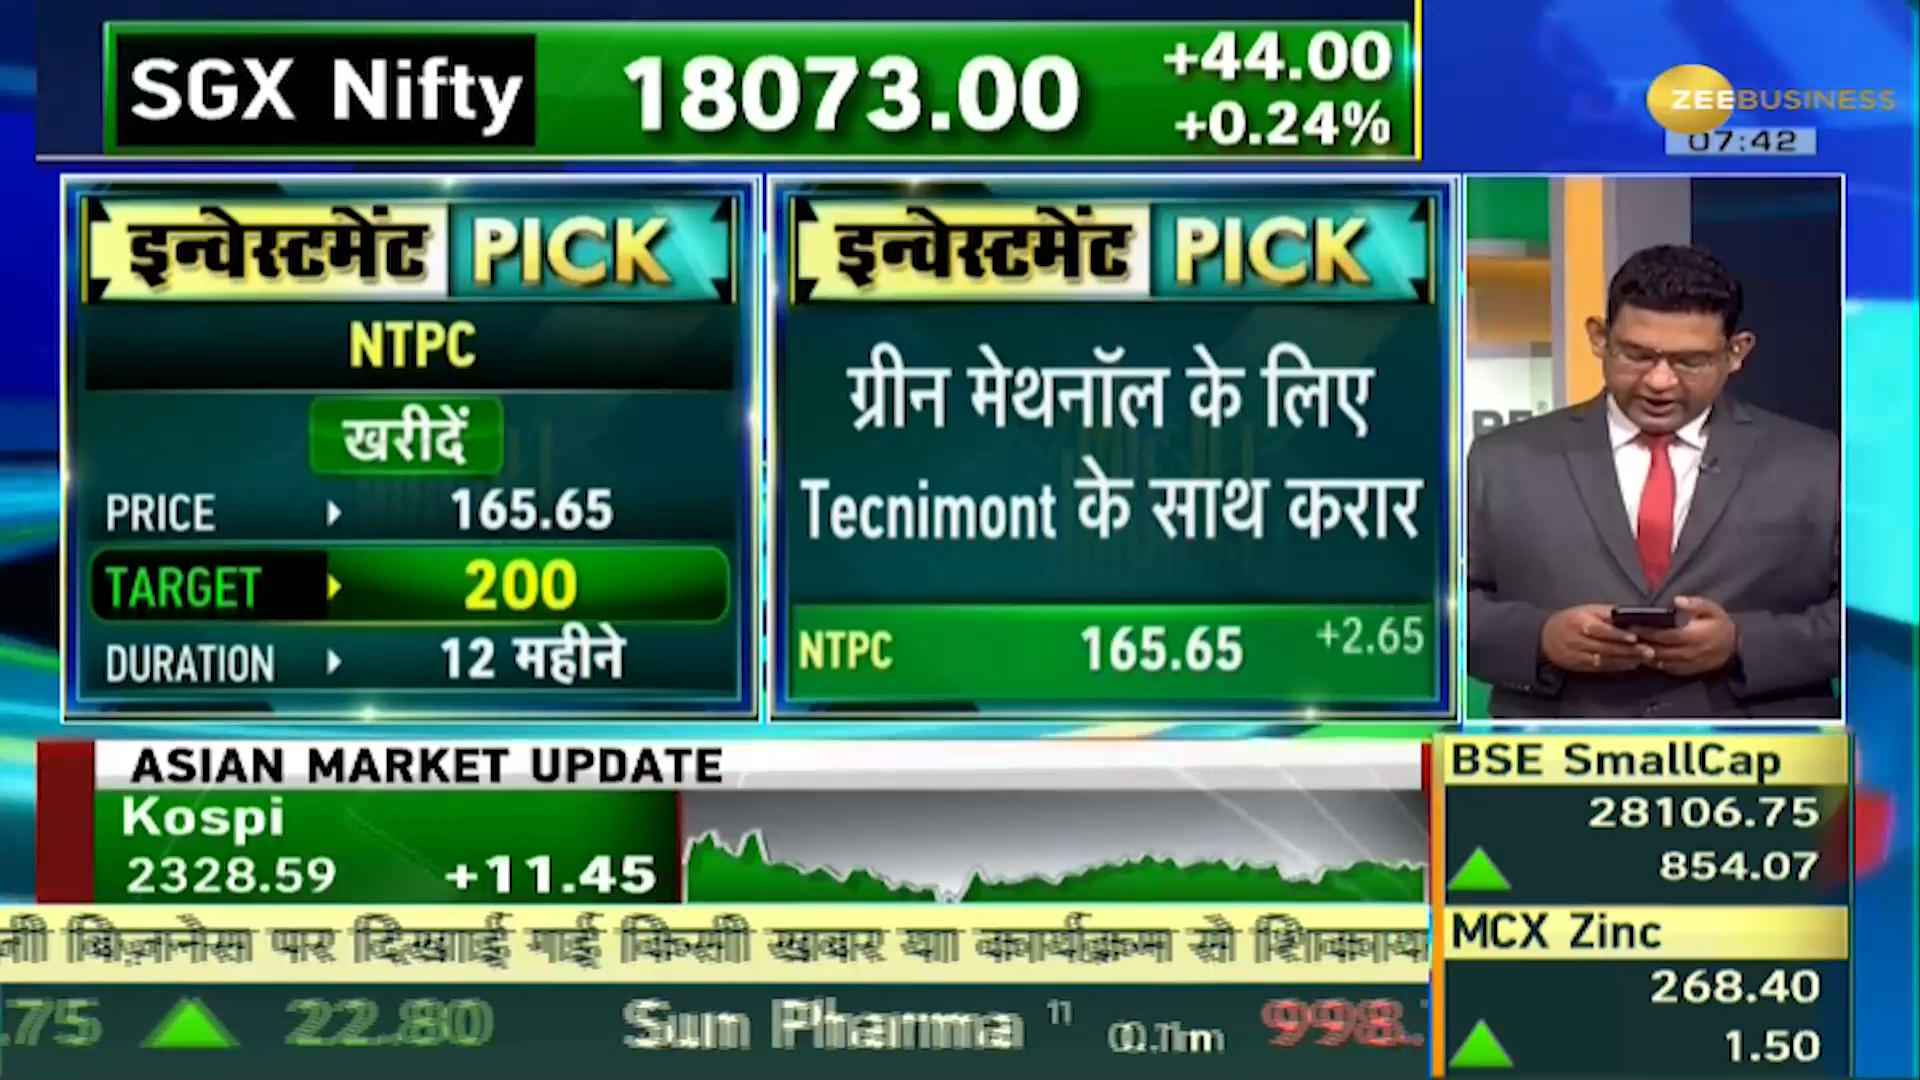 SGX Nifty 18073.00 +44.00
+0.24%
ZEEBUSINESS
07:42
इन्वेस्टमेंट PICK
NTPC
खरीदें
PRICE 165.65
TARGET 200
DURATION 12 महीने
इन्वेस्टमेंट PICK
ग्रीन मेथनॉल के लिए
Tecnimont के साथ करार
NTPC 165.65 +2.65
ASIAN MARKET UPDATE
Kospi
2328.59 +11.45
BSE SmallCap
28106.75
854.07
MCX Zinc
268.40
1.50
बिज़नेस पर दिखाई गई किसी खबर या कार्यक्रम से
.75 22.80 Sun Pharma 998.